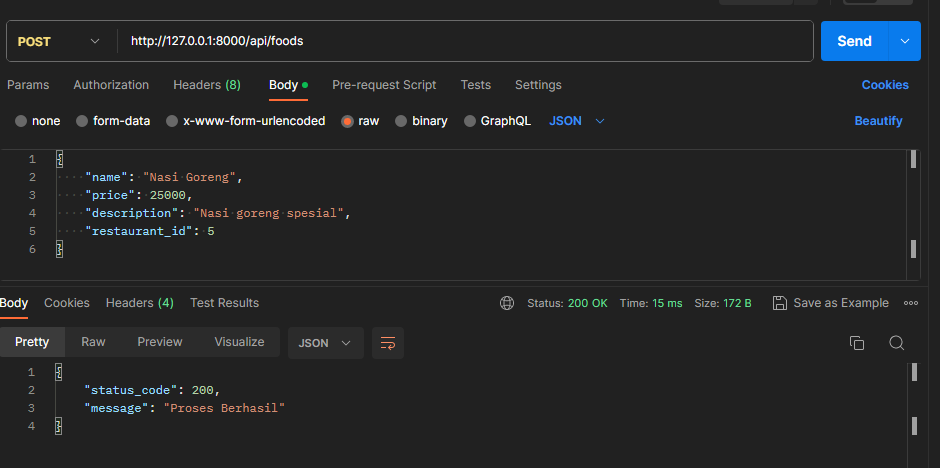 POST http://127.0.0.1:8000/api/foods Send
Params Authorization Headers (8) Body Pre-request Script Tests Settings Cookies
none form-data x-www-form-urlencoded raw binary GraphQL JSON Beautify
1 {
2 "name": "Nasi Goreng",
3 "price": 25000,
4 "description": "Nasi goreng spesial",
5 "restaurant_id": 5
6 }
Body Cookies Headers (4) Test Results Status: 200 OK Time: 15 ms Size: 172 B Save as Example
Pretty Raw Preview Visualize JSON
1 {
2 "status_code": 200,
3 "message": "Proses Berhasil"
4 }